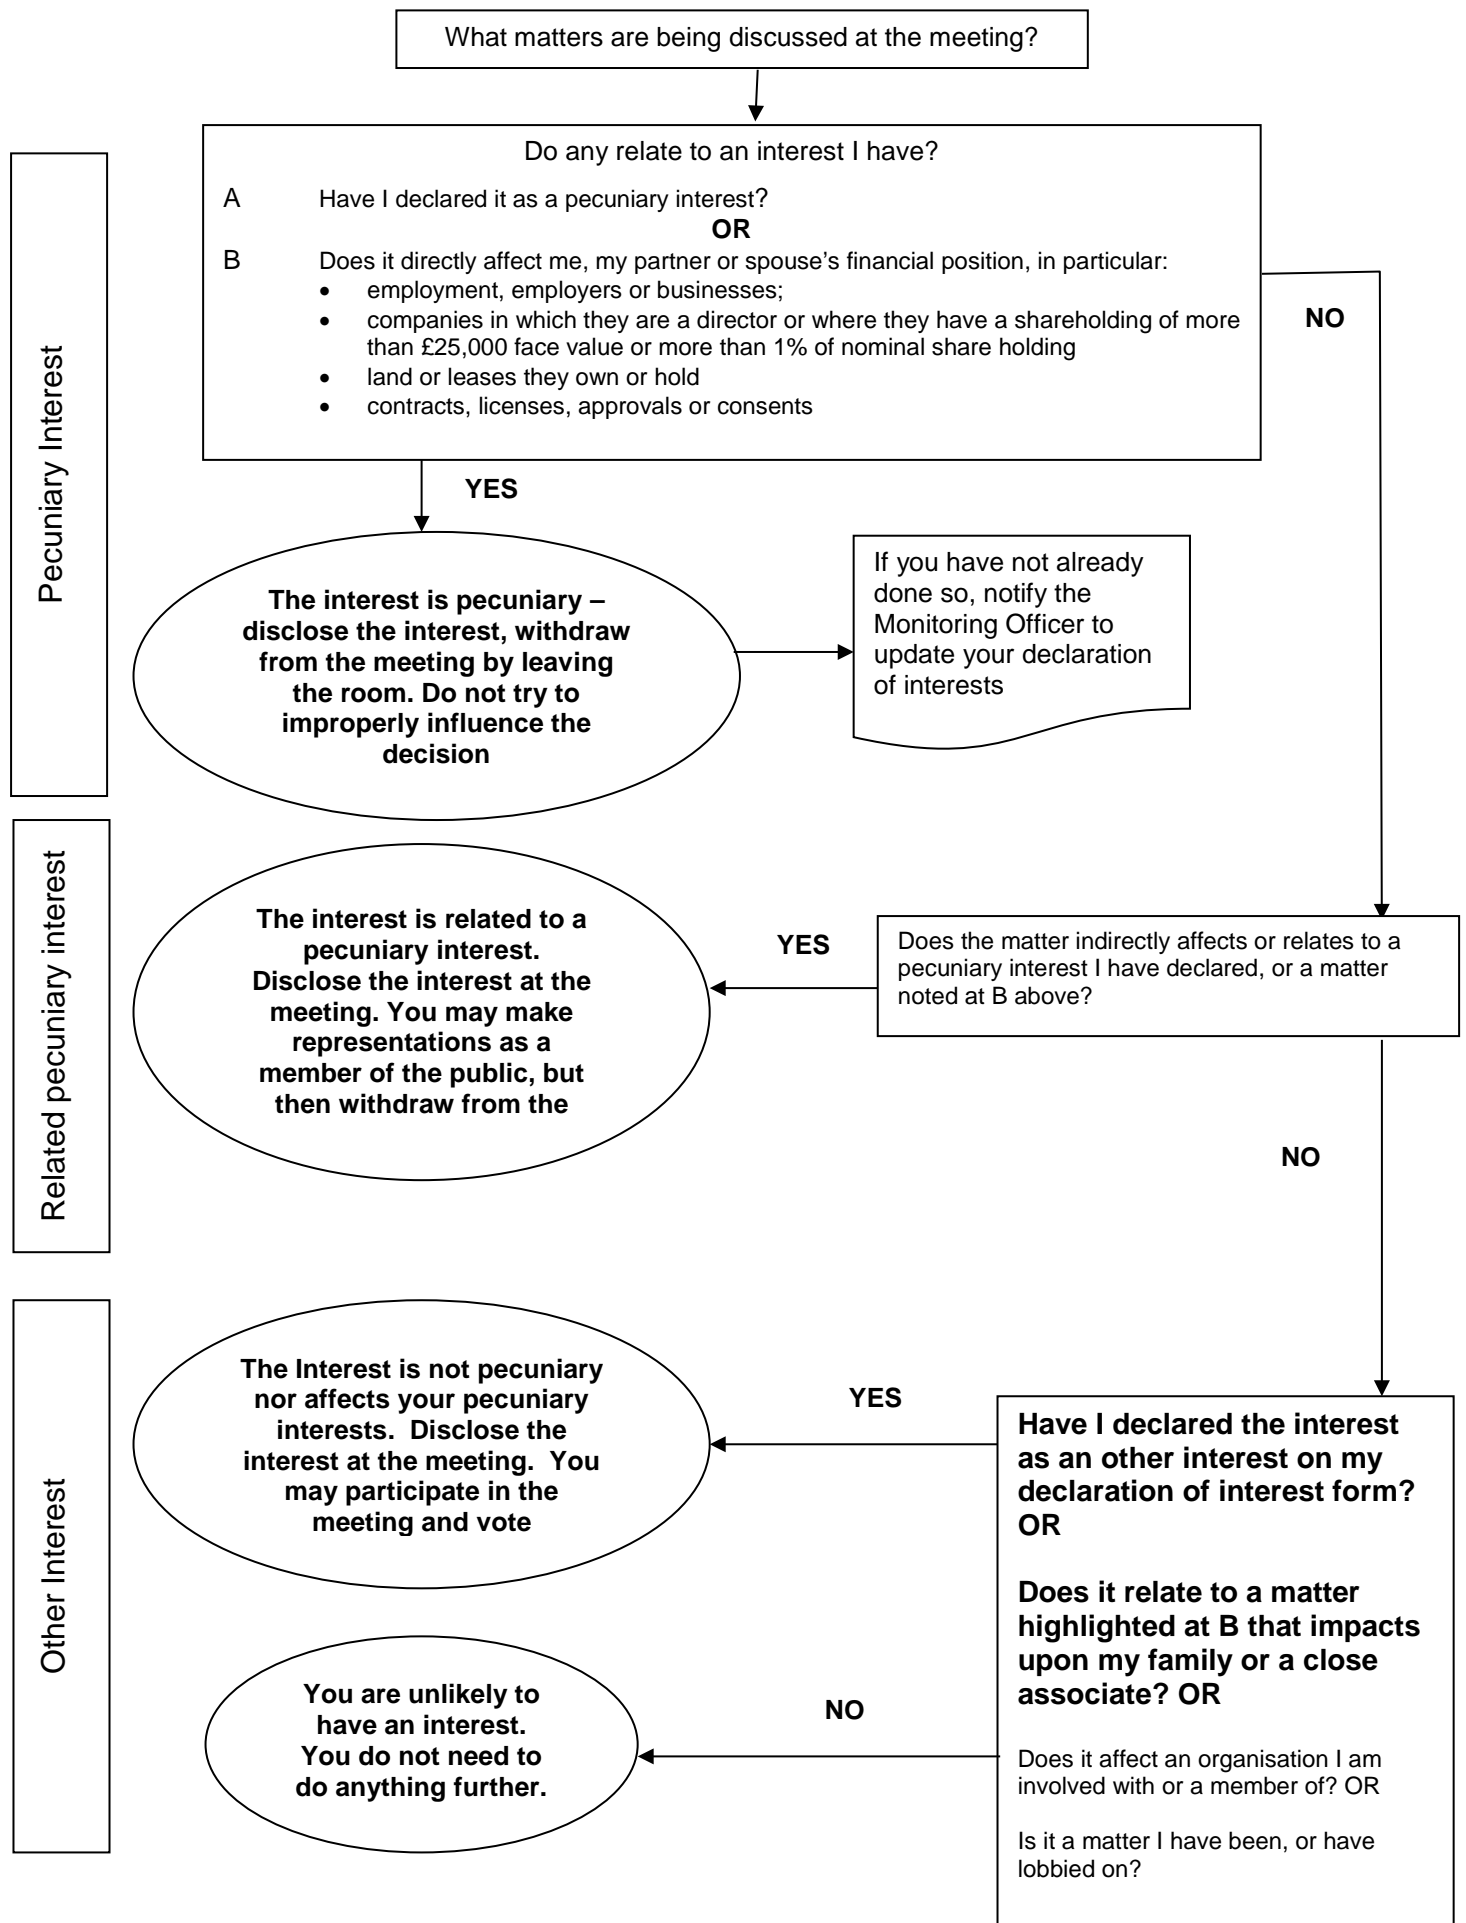 What matters are being discussed at the meeting?
Pecuniary Interest
Do any relate to an interest I have?
A Have I declared it as a pecuniary interest?
OR
B Does it directly affect me, my partner or spouse's financial position, in particular:
• employment, employers or businesses;
• companies in which they are a director or where they have a shareholding of more
than £25,000 face value or more than 1% of nominal share holding
• land or leases they own or hold
• contracts, licenses, approvals or consents
NO
YES
The interest is pecuniary –
disclose the interest, withdraw
from the meeting by leaving
the room. Do not try to
improperly influence the
decision
If you have not already
done so, notify the
Monitoring Officer to
update your declaration
of interests
Related pecuniary interest
The interest is related to a
pecuniary interest.
Disclose the interest at the
meeting. You may make
representations as a
member of the public, but
then withdraw from the
YES
Does the matter indirectly affects or relates to a
pecuniary interest I have declared, or a matter
noted at B above?
NO
Other Interest
The Interest is not pecuniary
nor affects your pecuniary
interests. Disclose the
interest at the meeting. You
may participate in the
meeting and vote
YES
Have I declared the interest
as an other interest on my
declaration of interest form?
OR
Does it relate to a matter
highlighted at B that impacts
upon my family or a close
associate? OR
Does it affect an organisation I am
involved with or a member of? OR
Is it a matter I have been, or have
lobbied on?
NO
You are unlikely to
have an interest.
You do not need to
do anything further.